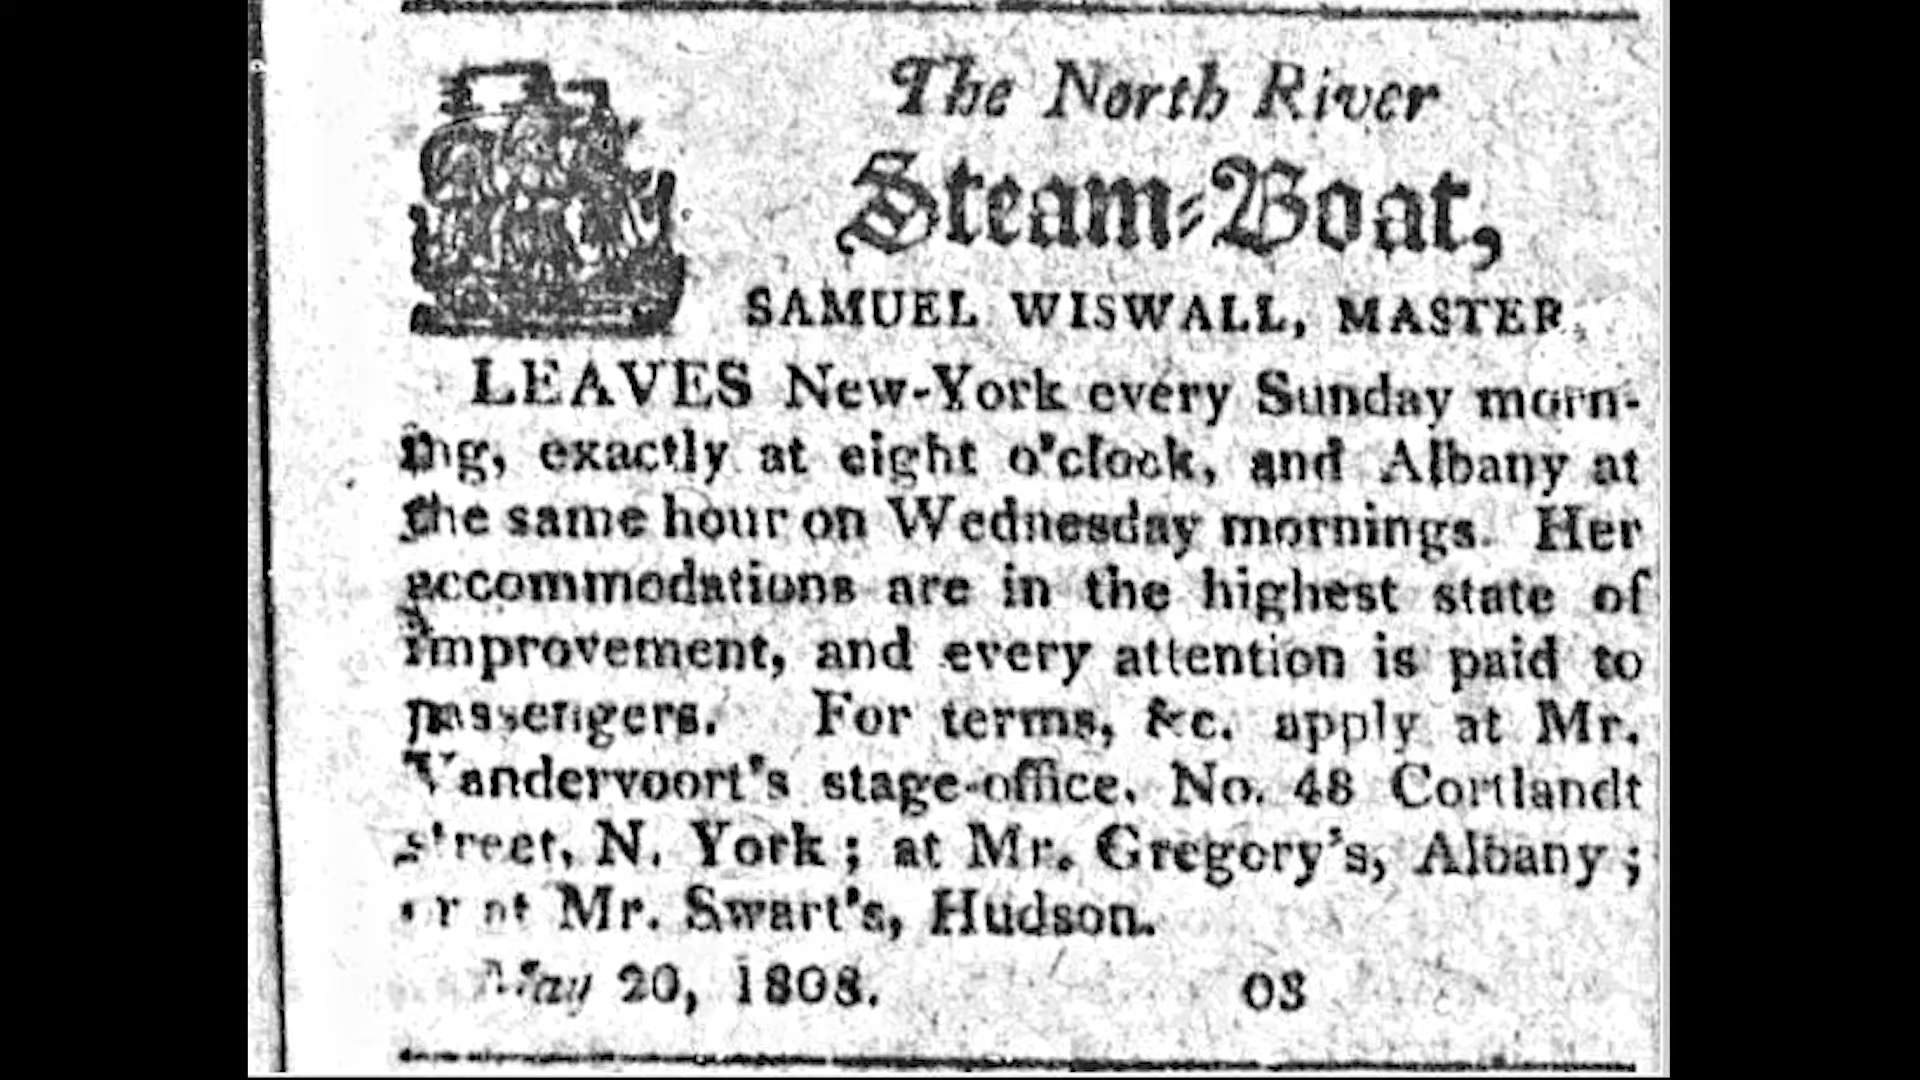 The North River
Steam-Boat,
SAMUEL WISWALL, MASTER,
LEAVES New-York every Sunday morn-
ing, exactly at eight o'clock, and Albany at
the same hour on Wednesday mornings. Her
accommodations are in the highest state of
improvement, and every attention is paid to
passengers. For terms, &c. apply at Mr.
Vandervoort's stage-office, No. 48 Cortlandt
street, N. York; at Mr. Gregory's, Albany;
or at Mr. Swart's, Hudson.
May 20, 1808. 03